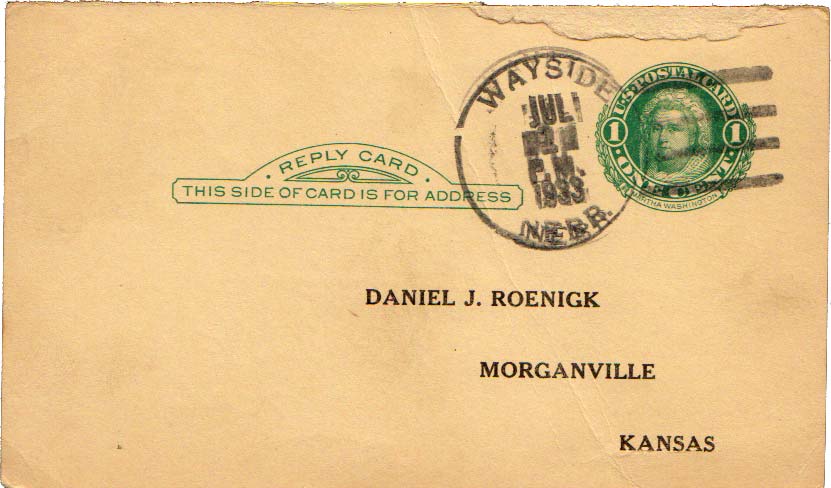 WAYSIDE
JUL
P.M.
1933
NEBR.
U.S. POSTAL CARD
1 1
ONE CENT
MARTHA WASHINGTON
REPLY CARD
THIS SIDE OF CARD IS FOR ADDRESS
DANIEL J. ROENIGK
MORGANVILLE
KANSAS